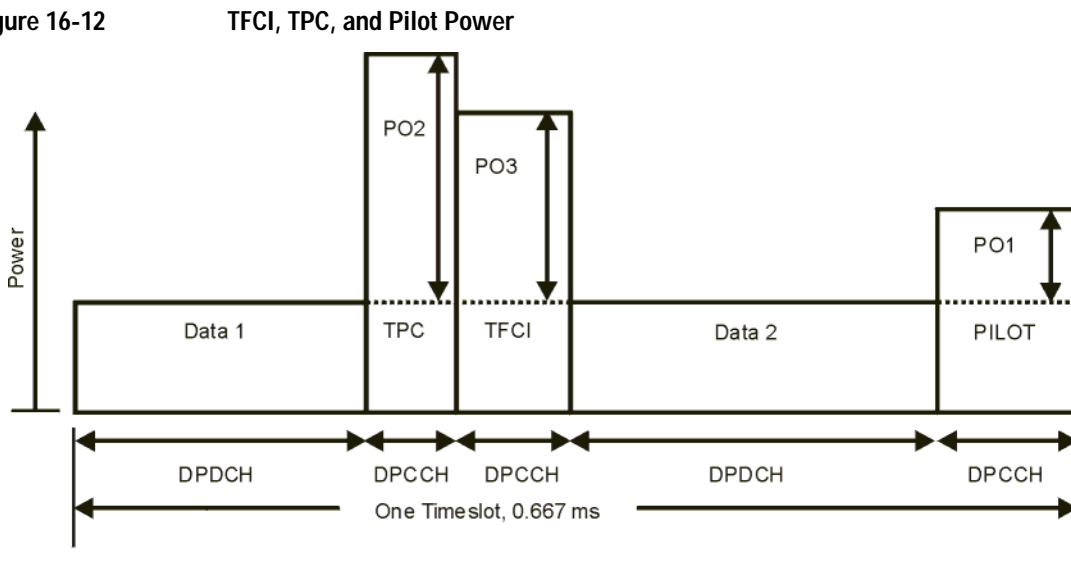 gure 16-12 TFCI, TPC, and Pilot Power
PO2
PO3
PO1
Power
Data 1
TPC
TFCI
Data 2
PILOT
DPDCH
DPCCH
DPCCH
DPDCH
DPCCH
One Timeslot, 0.667 ms